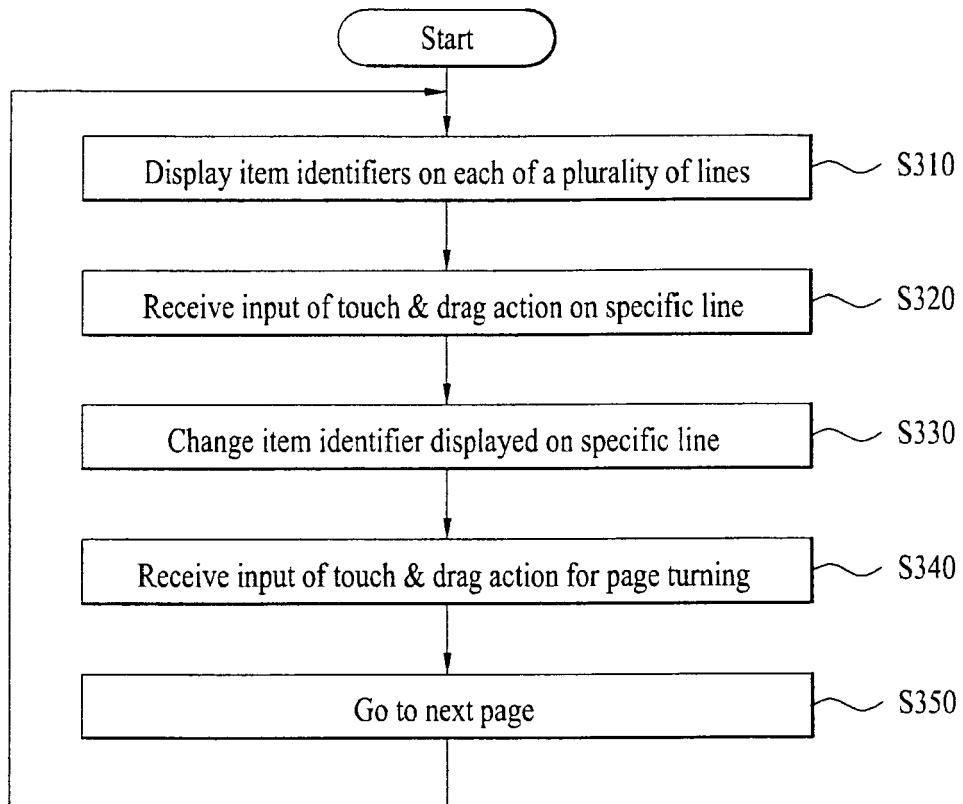 Start
Display item identifiers on each of a plurality of lines
S310
Receive input of touch & drag action on specific line
S320
Change item identifier displayed on specific line
S330
Receive input of touch & drag action for page turning
S340
Go to next page
S350